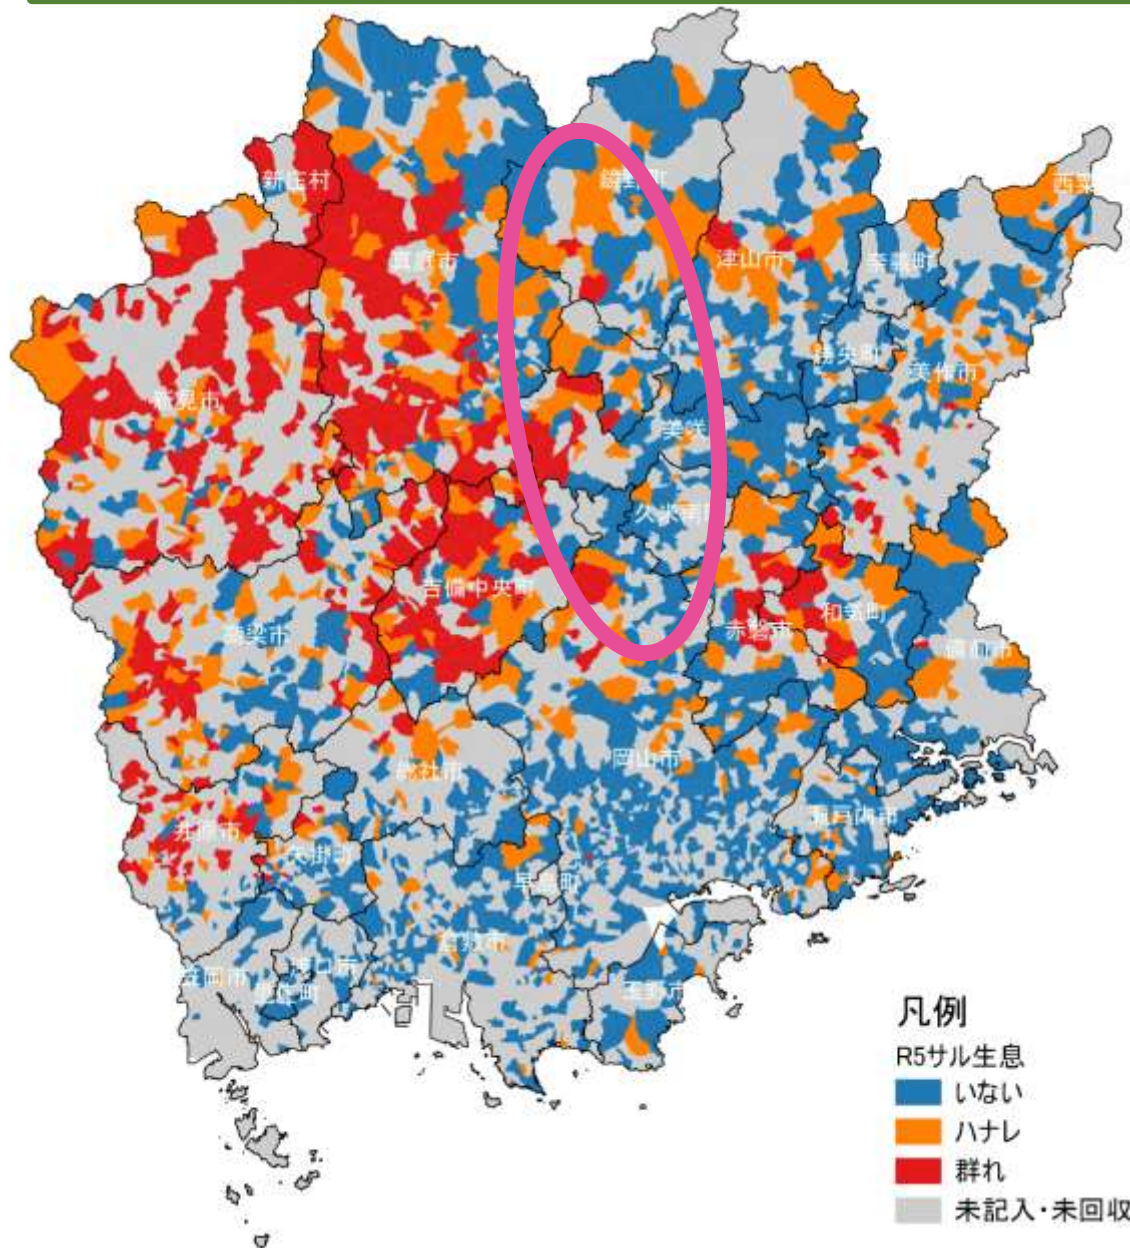 新庄村
鏡野町
西粟
真庭市
津山市
奈義町
勝央町
新見市
美作市
美咲
久米南町
吉備中央町
和気町
高梁市
赤磐市
備前市
岡山市
総社市
瀬戸内市
井原市
矢掛町
早島町
倉敷市
笠岡市
浅口市
里庄町
玉野市
凡例
R5サル生息
いない
ハナレ
群れ
未記入・未回収